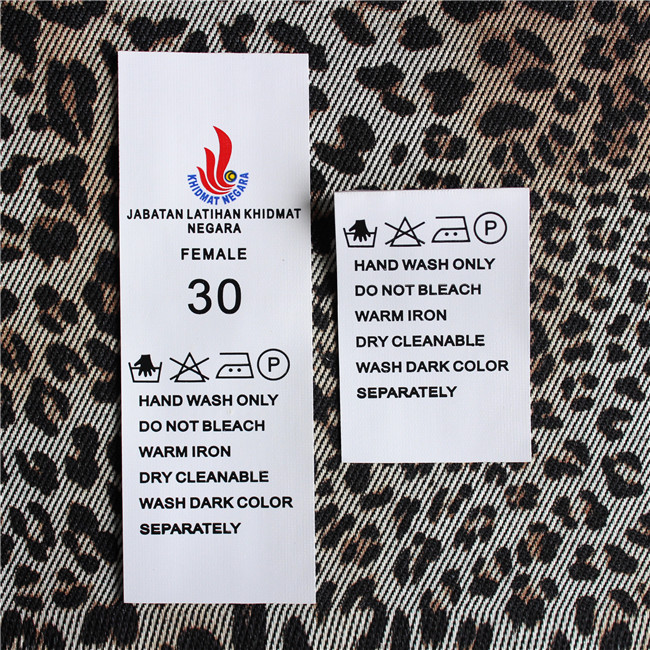 KHIDMAT NEGARA
JABATAN LATIHAN KHIDMAT
NEGARA
FEMALE
30
P
HAND WASH ONLY
DO NOT BLEACH
WARM IRON
DRY CLEANABLE
WASH DARK COLOR
SEPARATELY
P
HAND WASH ONLY
DO NOT BLEACH
WARM IRON
DRY CLEANABLE
WASH DARK COLOR
SEPARATELY